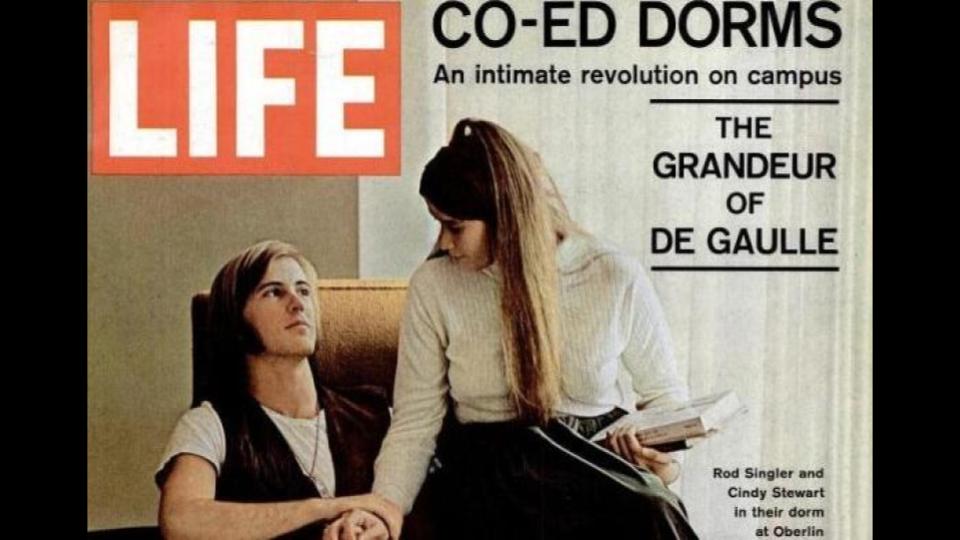 LIFE
CO-ED DORMS
An intimate revolution on campus
THE
GRANDEUR
OF
DE GAULLE
Rod Singler and
Cindy Stewart
in their dorm
at Oberlin